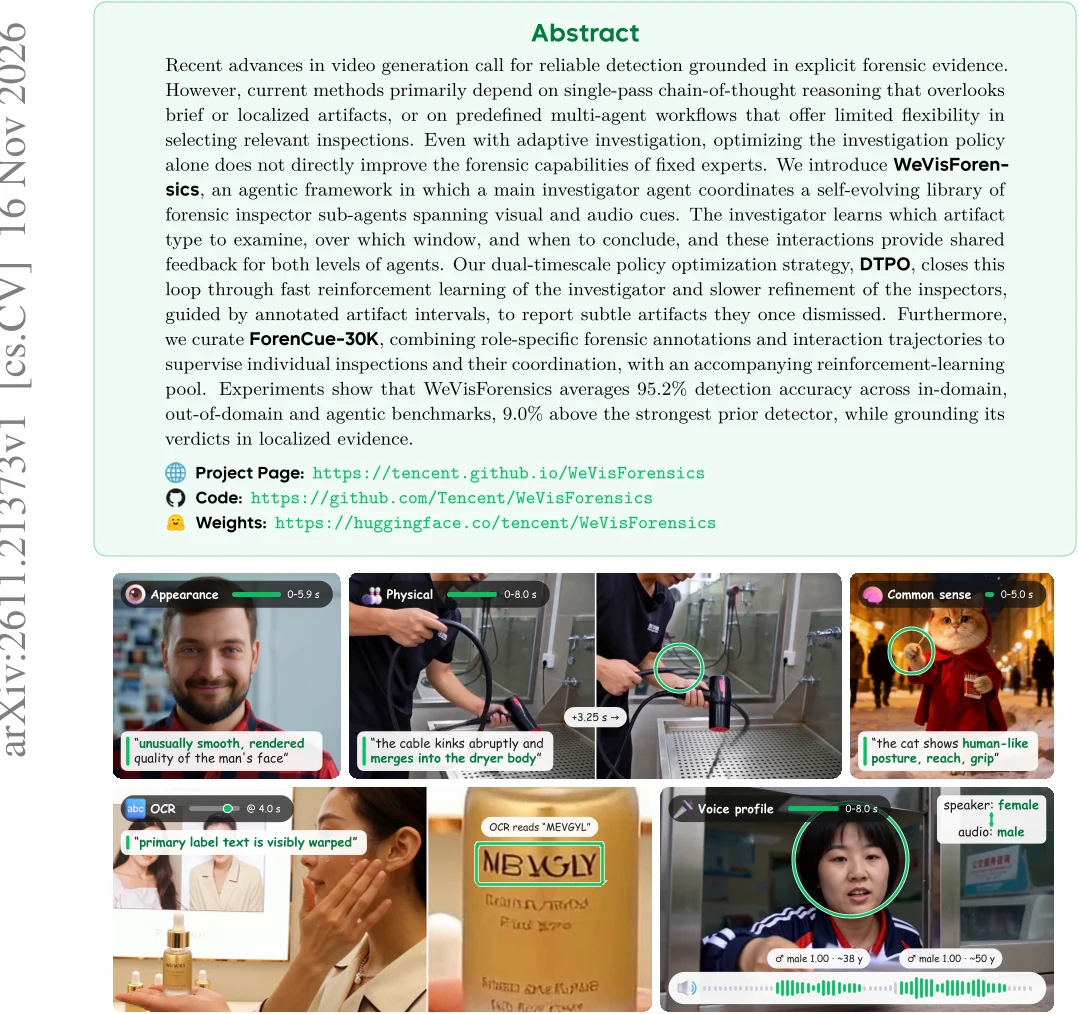 arXiv:2611.21373v1 [cs.CV] 16 Nov 2026
Abstract
Recent advances in video generation call for reliable detection grounded in explicit forensic evidence.
However, current methods primarily depend on single-pass chain-of-thought reasoning that overlooks
brief or localized artifacts, or on predefined multi-agent workflows that offer limited flexibility in
selecting relevant inspections. Even with adaptive investigation, optimizing the investigation policy
alone does not directly improve the forensic capabilities of fixed experts. We introduce WeVisForen-
sics, an agentic framework in which a main investigator agent coordinates a self-evolving library of
forensic inspector sub-agents spanning visual and audio cues. The investigator learns which artifact
type to examine, over which window, and when to conclude, and these interactions provide shared
feedback for both levels of agents. Our dual-timescale policy optimization strategy, DTPO, closes this
loop through fast reinforcement learning of the investigator and slower refinement of the inspectors,
guided by annotated artifact intervals, to report subtle artifacts they once dismissed. Furthermore,
we curate ForenCue-30K, combining role-specific forensic annotations and interaction trajectories to
supervise individual inspections and their coordination, with an accompanying reinforcement-learning
pool. Experiments show that WeVisForensics averages 95.2% detection accuracy across in-domain,
out-of-domain and agentic benchmarks, 9.0% above the strongest prior detector, while grounding its
verdicts in localized evidence.
Project Page: https://tencent.github.io/WeVisForensics
Code: https://github.com/Tencent/WeVisForensics
Weights: https://huggingface.co/tencent/WeVisForensics
Appearance 0-5.9 s
"unusually smooth, rendered
quality of the man's face"
Physical 0-8.0 s
+3.25 s →
"the cable kinks abruptly and
merges into the dryer body"
Common sense 0-5.0 s
"the cat shows human-like
posture, reach, grip"
abc OCR @ 4.0 s
"primary label text is visibly warped"
OCR reads "MEVGYL"
Voice profile 0-8.0 s
speaker: female
audio: male
♂ male 1.00 · ~38 y
♂ male 1.00 · ~50 y